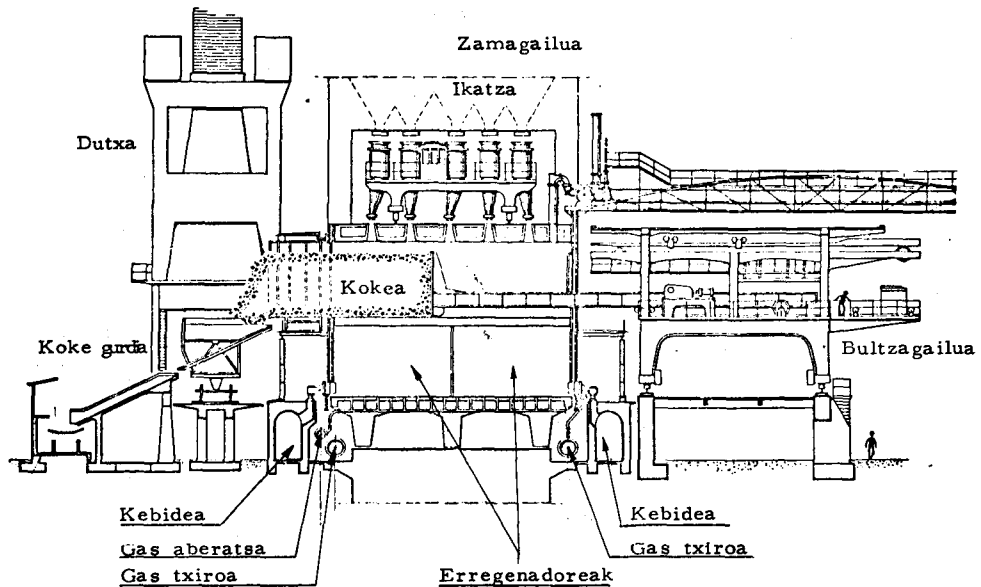 Zamagailua
Ikatza
Dutxa
Kokea
Koke gurdia
Bultzagailua
Kebidea
Kebidea
Gas aberatsa
Gas txiroa
Gas txiroa
Erregenadoreak